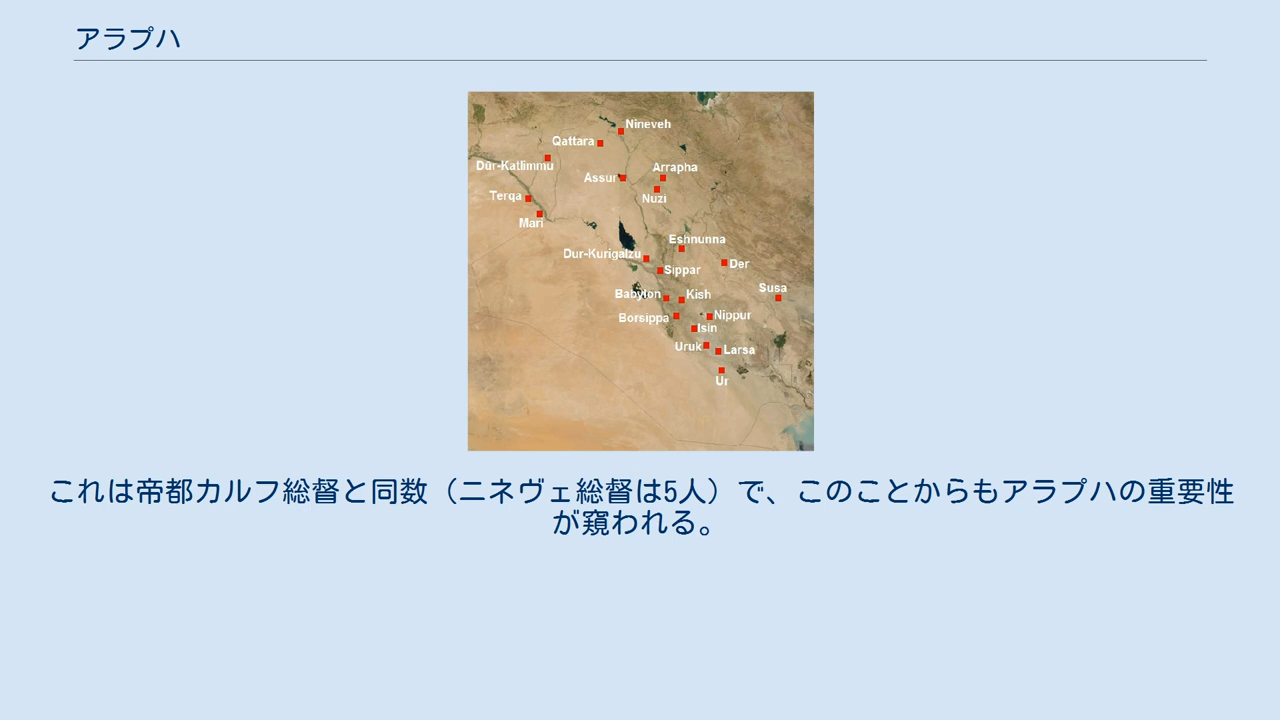 アラプハ
Nineveh
Qattara
Dūr-Katlimmu
Assur
Arrapha
Terqa
Nuzi
Mari
Eshnunna
Dur-Kurigalzu
Der
Sippar
Susa
Babylon
Kish
Borsippa
Nippur
Isin
Uruk
Larsa
Ur
これは帝都カルフ総督と同数（ニネヴェ総督は5人）で、このことからもアラプハの重要性
が窺われる。